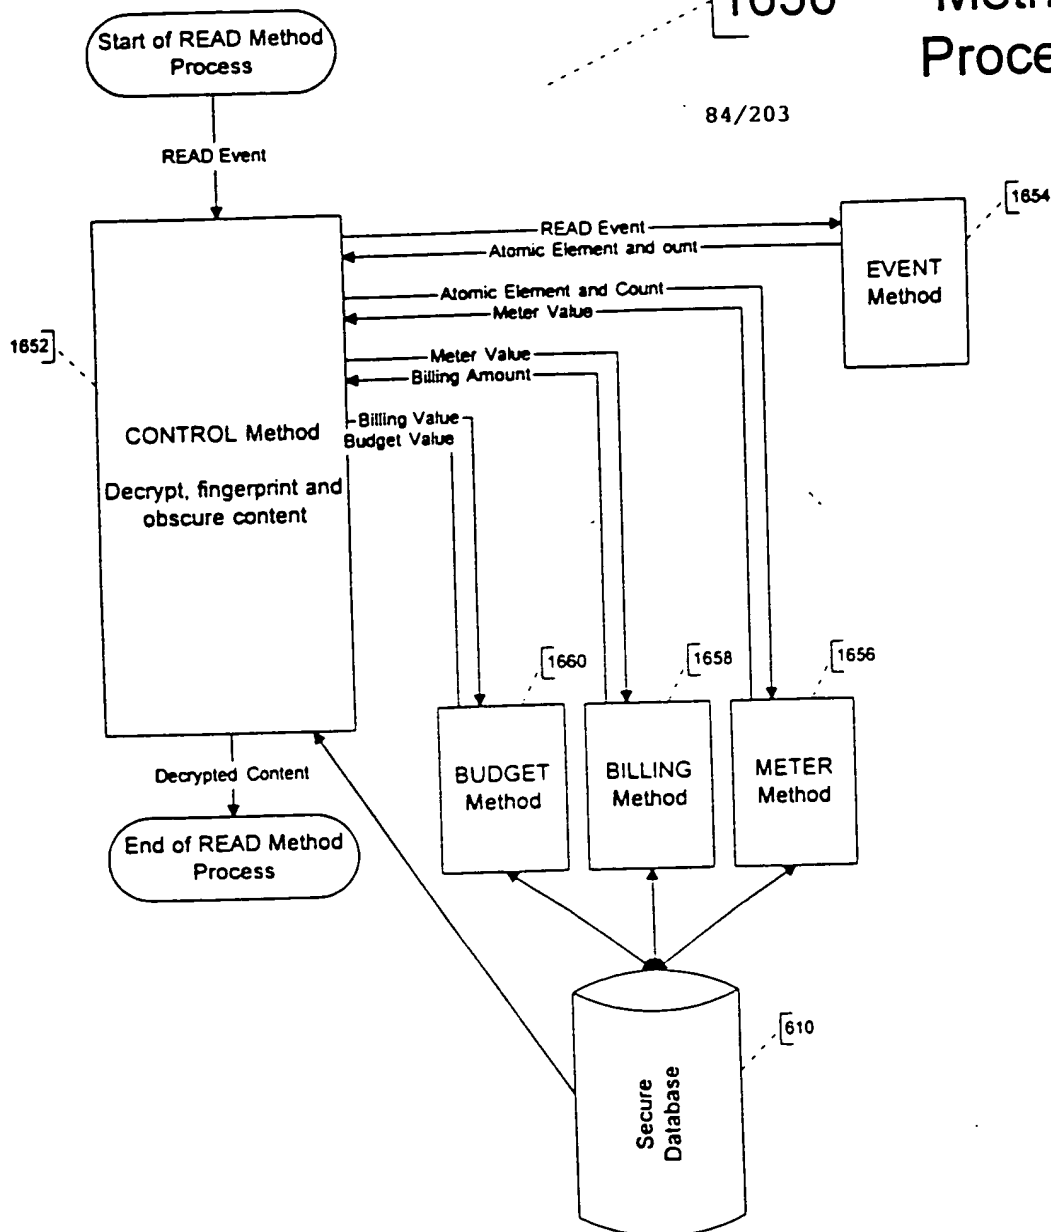 1650
Start of READ Method
Process
84/203
READ Event
1654
READ Event
Atomic Element and ount
EVENT
Method
Atomic Element and Count
Meter Value
1652
Meter Value
Billing Amount
Billing Value
Budget Value
CONTROL Method
Decrypt, fingerprint and
obscure content
1660
1658
1656
BUDGET
Method
BILLING
Method
METER
Method
Decrypted Content
End of READ Method
Process
610
Secure
Database